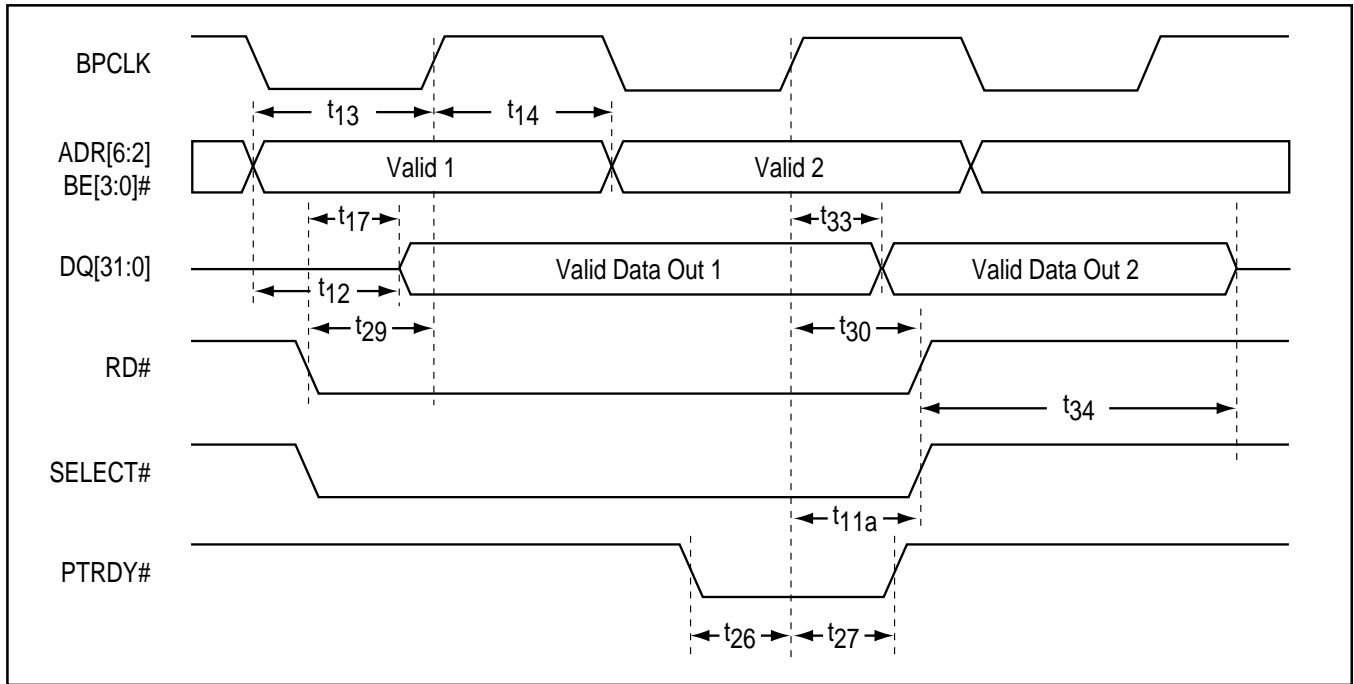 BPCLK
t13
t14
ADR[6:2]
BE[3:0]#
Valid 1
Valid 2
t17
t33
DQ[31:0]
Valid Data Out 1
Valid Data Out 2
t12
t29
t30
RD#
t34
SELECT#
t11a
PTRDY#
t26
t27